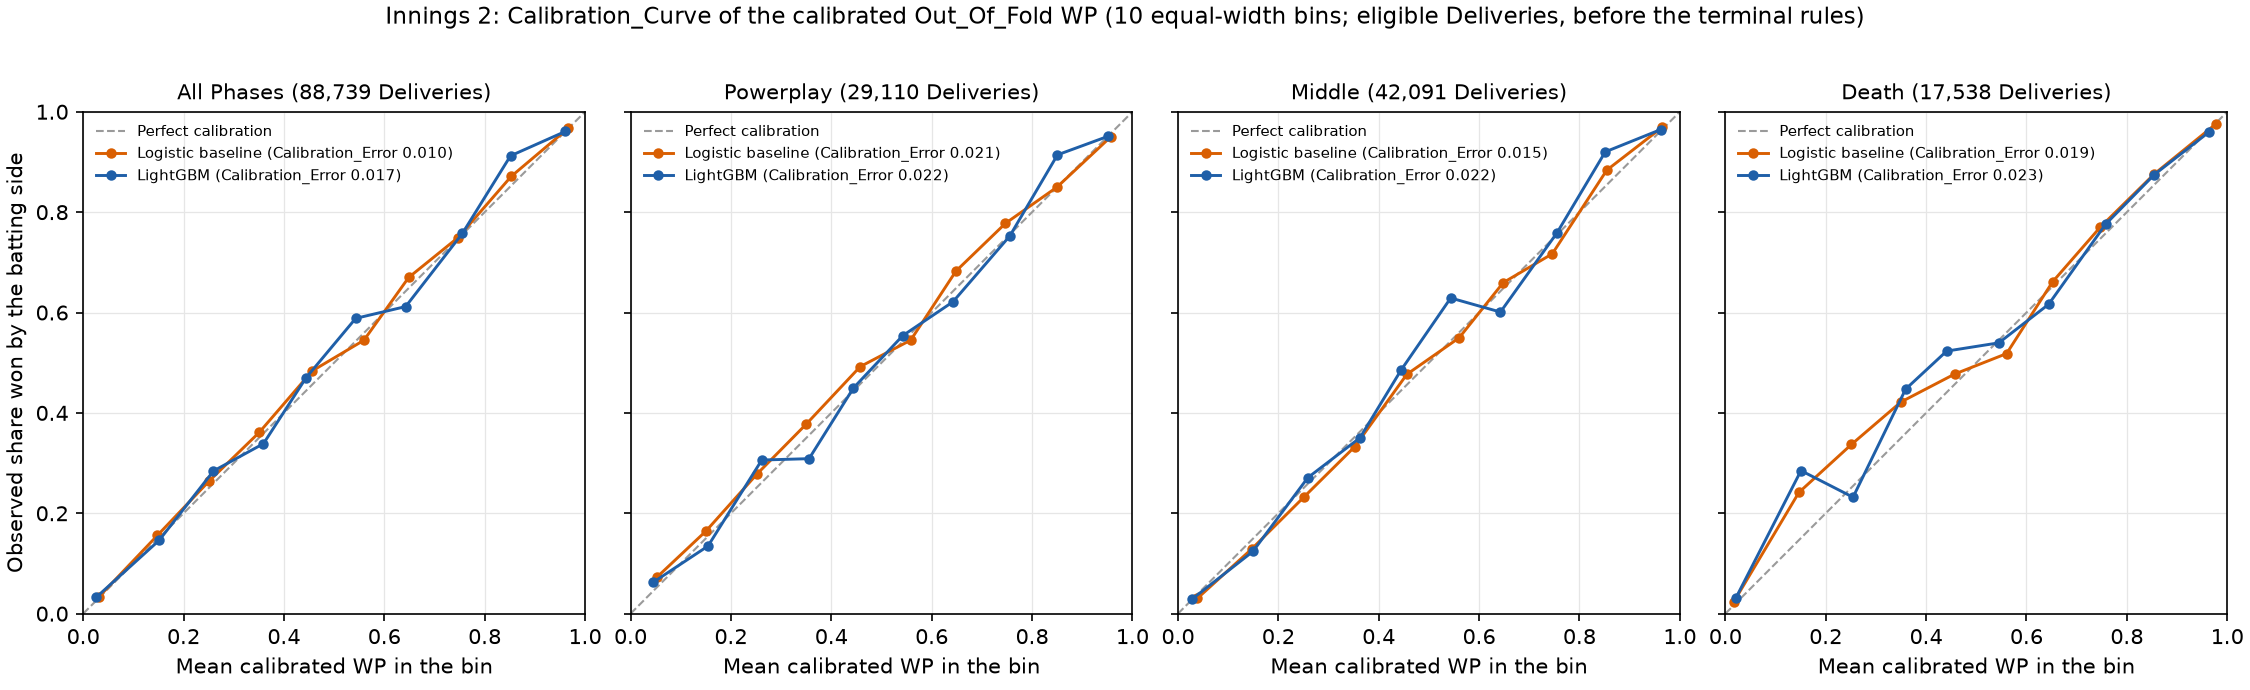 Innings 2: Calibration_Curve of the calibrated Out_Of_Fold WP (10 equal-width bins; eligible Deliveries, before the terminal rules)
All Phases (88,739 Deliveries)
Perfect calibration
Logistic baseline (Calibration_Error 0.010)
LightGBM (Calibration_Error 0.017)
Observed share won by the batting side
1.0
0.8
0.6
0.4
0.2
0.0
0.0 0.2 0.4 0.6 0.8 1.0
Mean calibrated WP in the bin
Powerplay (29,110 Deliveries)
Perfect calibration
Logistic baseline (Calibration_Error 0.021)
LightGBM (Calibration_Error 0.022)
0.0 0.2 0.4 0.6 0.8 1.0
Mean calibrated WP in the bin
Middle (42,091 Deliveries)
Perfect calibration
Logistic baseline (Calibration_Error 0.015)
LightGBM (Calibration_Error 0.022)
0.0 0.2 0.4 0.6 0.8 1.0
Mean calibrated WP in the bin
Death (17,538 Deliveries)
Perfect calibration
Logistic baseline (Calibration_Error 0.019)
LightGBM (Calibration_Error 0.023)
0.0 0.2 0.4 0.6 0.8 1.0
Mean calibrated WP in the bin